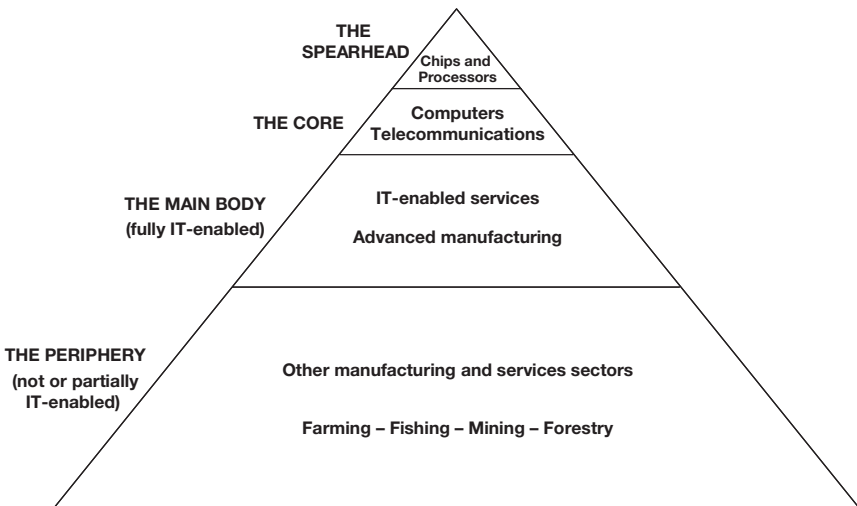 THE
SPEARHEAD
Chips and
Processors
THE CORE
Computers
Telecommunications
THE MAIN BODY
(fully IT-enabled)
IT-enabled services
Advanced manufacturing
THE PERIPHERY
(not or partially
IT-enabled)
Other manufacturing and services sectors
Farming – Fishing – Mining – Forestry